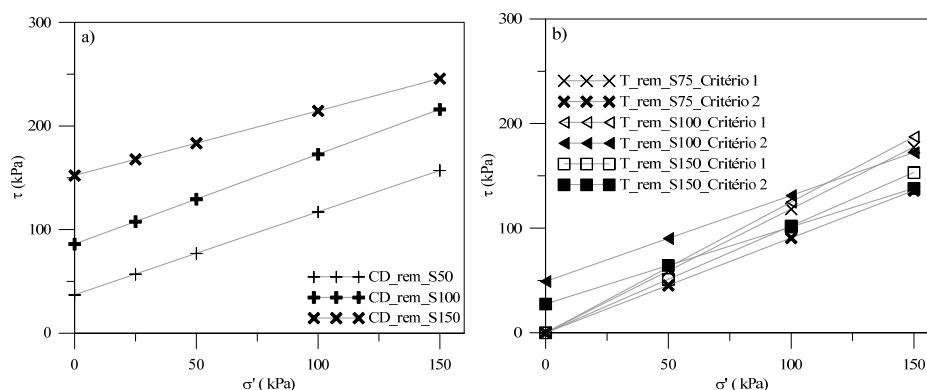 a)
300
200
100
0
τ (kPa)
0
50
100
150
σ' ( kPa)
CD_rem_S50
CD_rem_S100
CD_rem_S150
b)
300
200
100
0
τ (kPa)
0
50
100
150
σ' ( kPa)
T_rem_S75_Critério 1
T_rem_S75_Critério 2
T_rem_S100_Critério 1
T_rem_S100_Critério 2
T_rem_S150_Critério 1
T_rem_S150_Critério 2